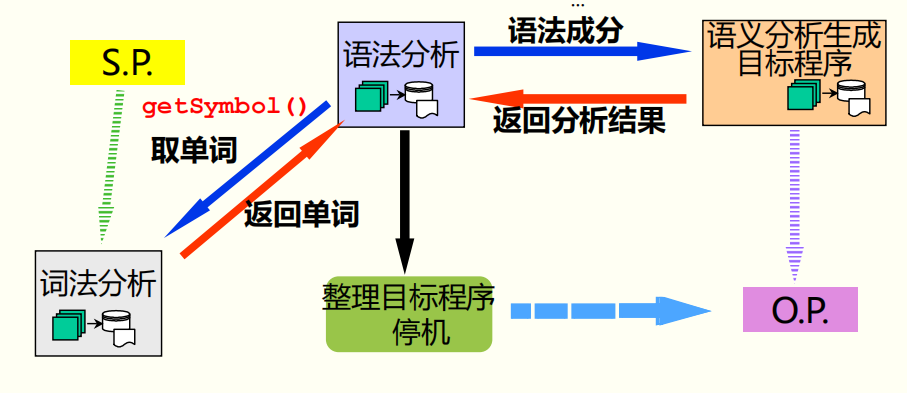 ...
S.P.
语法分析
语法成分
语义分析生成
目标程序
getSymbol()
取单词
返回分析结果
返回单词
词法分析
整理目标程序
停机
O.P.